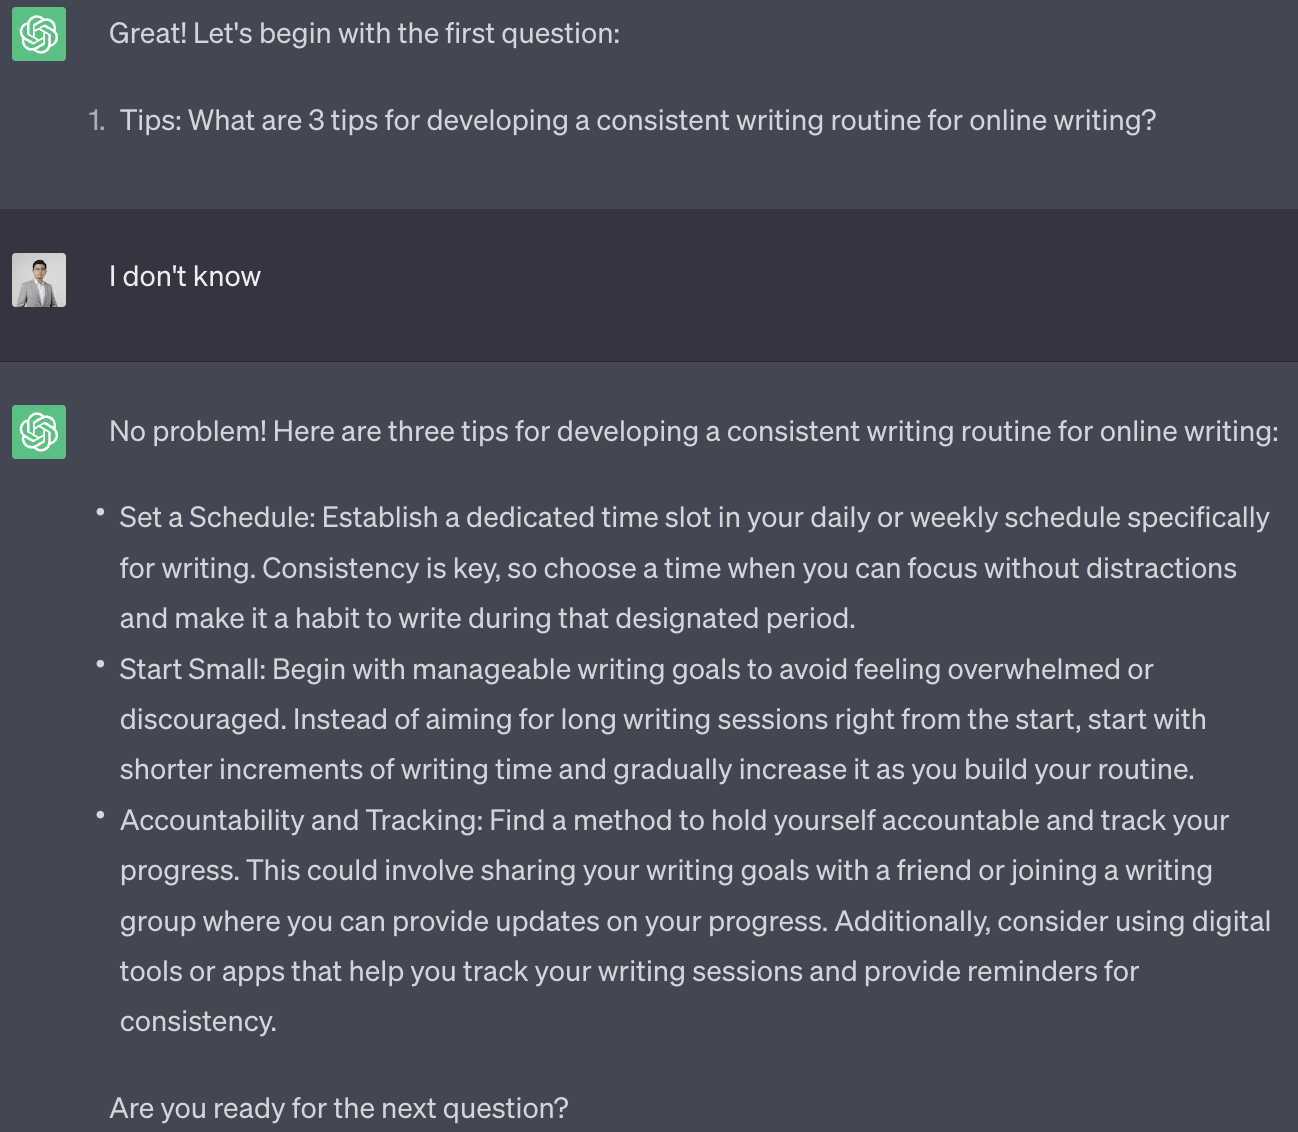 Great! Let's begin with the first question:
1. Tips: What are 3 tips for developing a consistent writing routine for online writing?
I don't know
No problem! Here are three tips for developing a consistent writing routine for online writing:
• Set a Schedule: Establish a dedicated time slot in your daily or weekly schedule specifically
for writing. Consistency is key, so choose a time when you can focus without distractions
and make it a habit to write during that designated period.
• Start Small: Begin with manageable writing goals to avoid feeling overwhelmed or
discouraged. Instead of aiming for long writing sessions right from the start, start with
shorter increments of writing time and gradually increase it as you build your routine.
• Accountability and Tracking: Find a method to hold yourself accountable and track your
progress. This could involve sharing your writing goals with a friend or joining a writing
group where you can provide updates on your progress. Additionally, consider using digital
tools or apps that help you track your writing sessions and provide reminders for
consistency.
Are you ready for the next question?